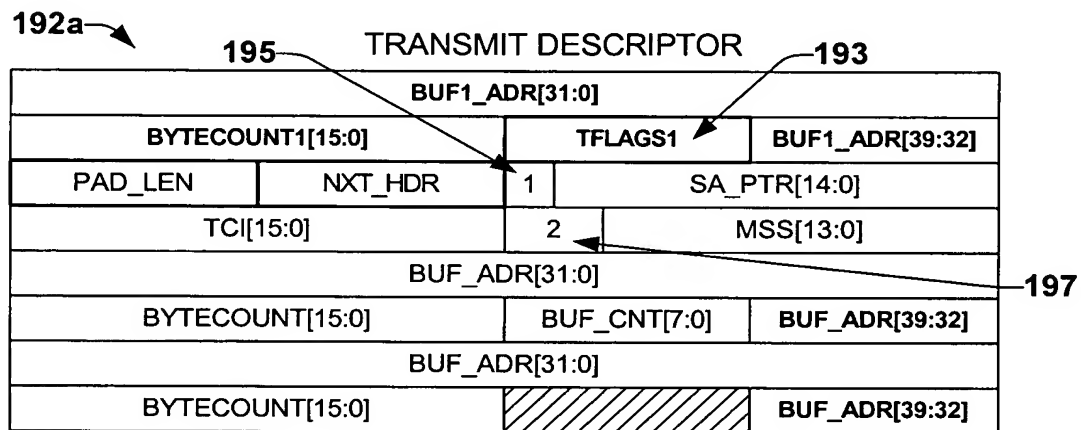 192a
TRANSMIT DESCRIPTOR
195
193
BUF1_ADR[31:0]
BYTECOUNT1[15:0] TFLAGS1 BUF1_ADR[39:32]
PAD_LEN NXT_HDR 1 SA_PTR[14:0]
TCI[15:0] 2 MSS[13:0]
BUF_ADR[31:0]
197
BYTECOUNT[15:0] BUF_CNT[7:0] BUF_ADR[39:32]
BUF_ADR[31:0]
BYTECOUNT[15:0] BUF_ADR[39:32]